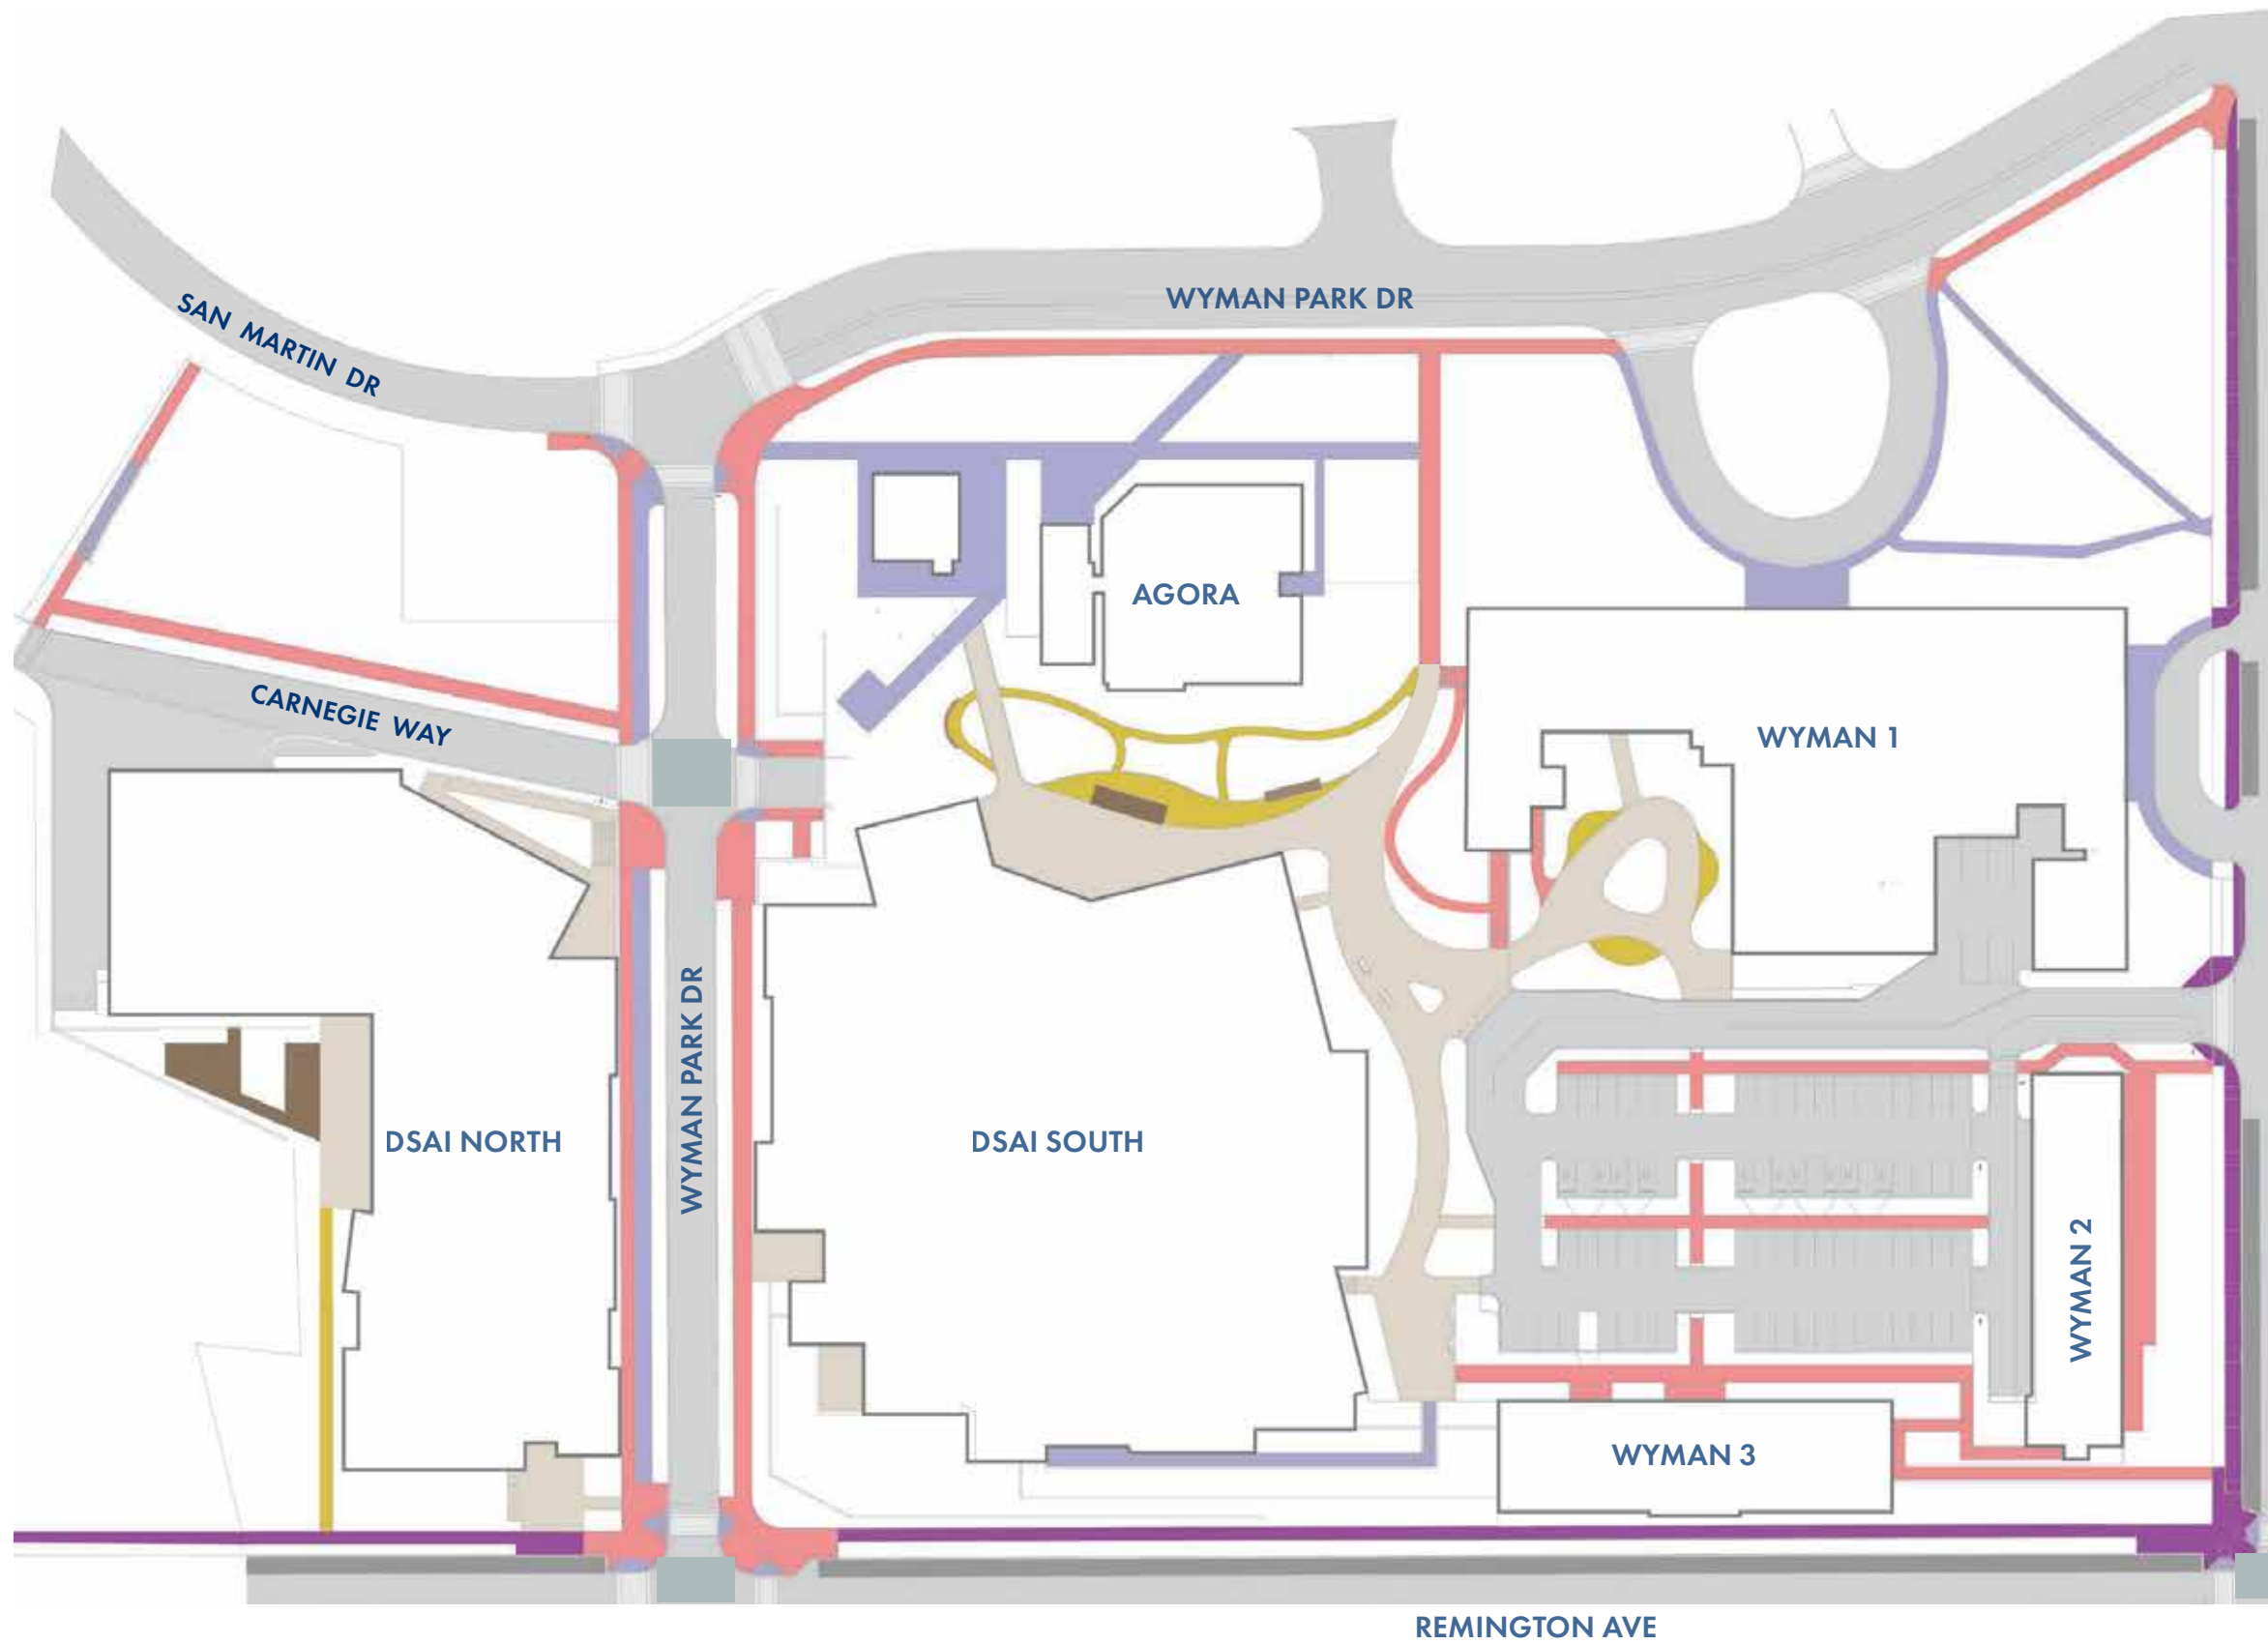 WYMAN PARK DR
SAN MARTIN DR
AGORA
CARNEGIE WAY
WYMAN 1
WYMAN PARK DR
DSAI NORTH
DSAI SOUTH
WYMAN 2
WYMAN 3
REMINGTON AVE